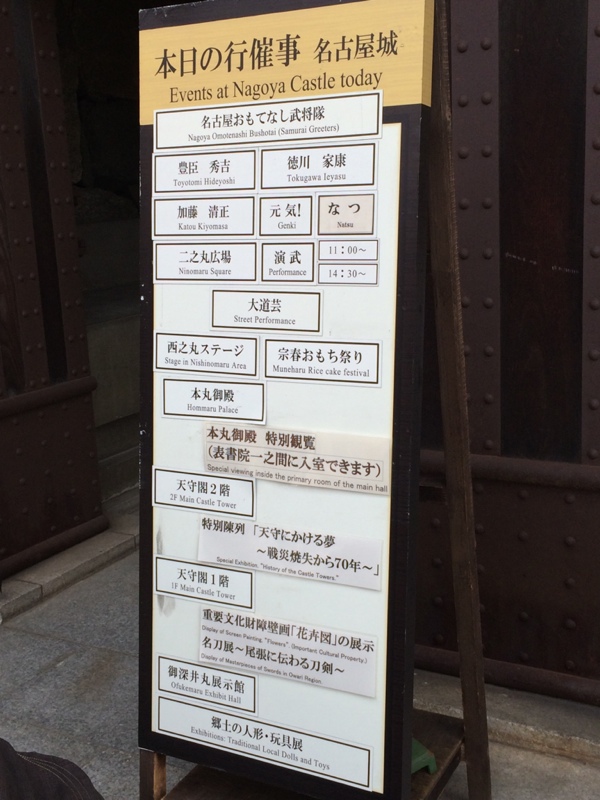 本日の行催事 名古屋城
Events at Nagoya Castle today
名古屋おもてなし武将隊
Nagoya Omotenashi Bushotai (Samurai Greeters)
豊臣 秀吉 徳川 家康
Toyotomi Hideyoshi Tokugawa Ieyasu
加藤 清正 元気! なつ
Katou Kiyomasa Genki Natsu
二之丸広場 演武 11:00～
Ninomaru Square Performance 14:30～
大道芸
Street Performance
西之丸ステージ 宗春おもち祭り
Stage in Nishinomaru Area Muneharu Rice cake festival
本丸御殿
Hommaru Palace
本丸御殿 特別観覧
(表書院一之間に入室できます)
Special viewing inside the primary room of the main hall
天守閣2階
2F Main Castle Tower
特別陳列「天守にかける夢
～戦災焼失から70年～」
Special Exhibition, "History of the Castle Towers."
天守閣1階
1F Main Castle Tower
重要文化財障壁画「花卉図」の展示
Display of Screen Painting, "Flowers". (Important Cultural Property.)
名刀展～尾張に伝わる刀剣～
Display of Masterpieces of Swords in Owari Region
御深井丸展示館
Ofukemaru Exhibit Hall
郷土の人形・玩具展
Exhibitions: Traditional Local Dolls and Toys